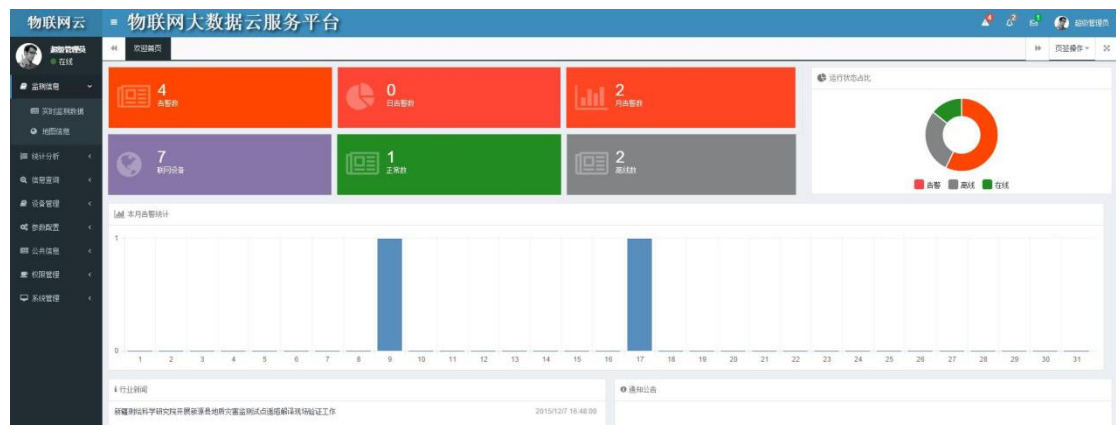 物联网云
物联网大数据云服务平台
超级管理员
超级管理员
在线
欢迎首页
页签操作
监测信息
实时监测数据
地图信息
统计分析
信息查询
设备管理
参数配置
公共信息
权限管理
系统管理
4
告警数
0
日告警数
2
月告警数
7
联网设备
1
正常数
2
离线数
运行状态占比
告警 离线 在线
本月告警统计
1
0
1 2 3 4 5 6 7 8 9 10 11 12 13 14 15 16 17 18 19 20 21 22 23 24 25 26 27 28 29 30 31
行业新闻
新疆测绘科学研究院开展新源县地质灾害监测试点遥感解译现场验证工作 2015/12/7 16:48:00
通知公告